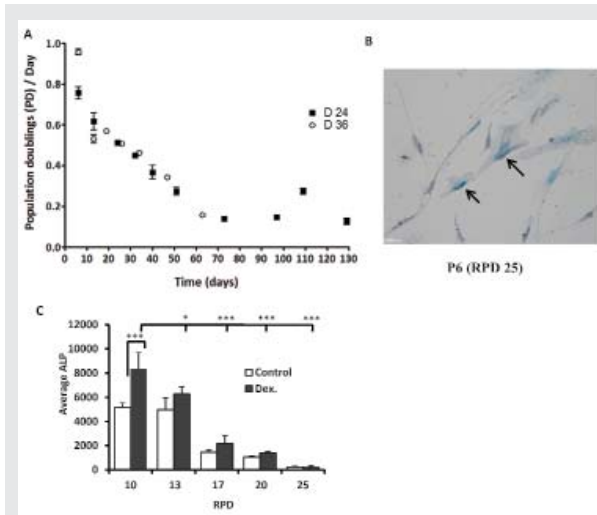 A
Population doublings (PD) / Day
1.0
0.8
0.6
0.4
0.2
0.0
0 10 20 30 40 50 60 70 80 90 100 110 120 130
Time (days)
D 24
D 36
B
P6 (RPD 25)
C
Average ALP
12000
10000
8000
6000
4000
2000
0
*** * *** *** ***
Control
Dex.
10 13 17 20 25
RPD